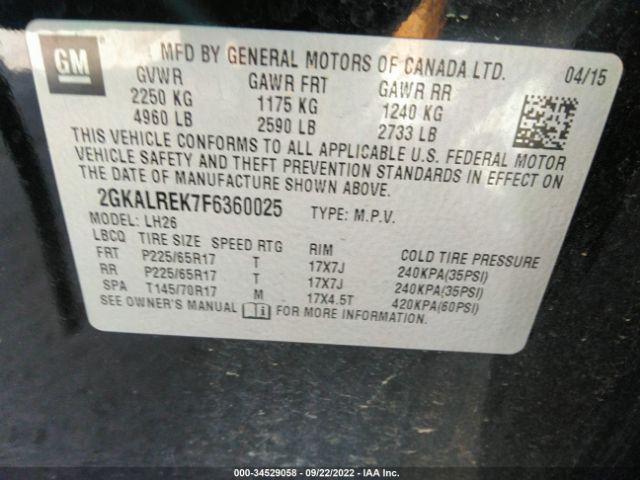 GM
MFD BY GENERAL MOTORS OF CANADA LTD. 04/15
GVWR GAWR FRT GAWR RR
2250 KG 1175 KG 1240 KG
4960 LB 2590 LB 2733 LB
THIS VEHICLE CONFORMS TO ALL APPLICABLE U.S. FEDERAL MOTOR
VEHICLE SAFETY AND THEFT PREVENTION STANDARDS IN EFFECT ON
THE DATE OF MANUFACTURE SHOWN ABOVE.
2GKALREK7F6360025 TYPE: M.P.V.
MODEL: LH26
LBCQ TIRE SIZE SPEED RTG RIM COLD TIRE PRESSURE
FRT P225/65R17 T 17X7J 240KPA(35PSI)
RR P225/65R17 T 17X7J 240KPA(35PSI)
SPA T145/70R17 M 17X4.5T 420KPA(60PSI)
SEE OWNER'S MANUAL FOR MORE INFORMATION.
000-34529058 - 09/22/2022 - IAA Inc.